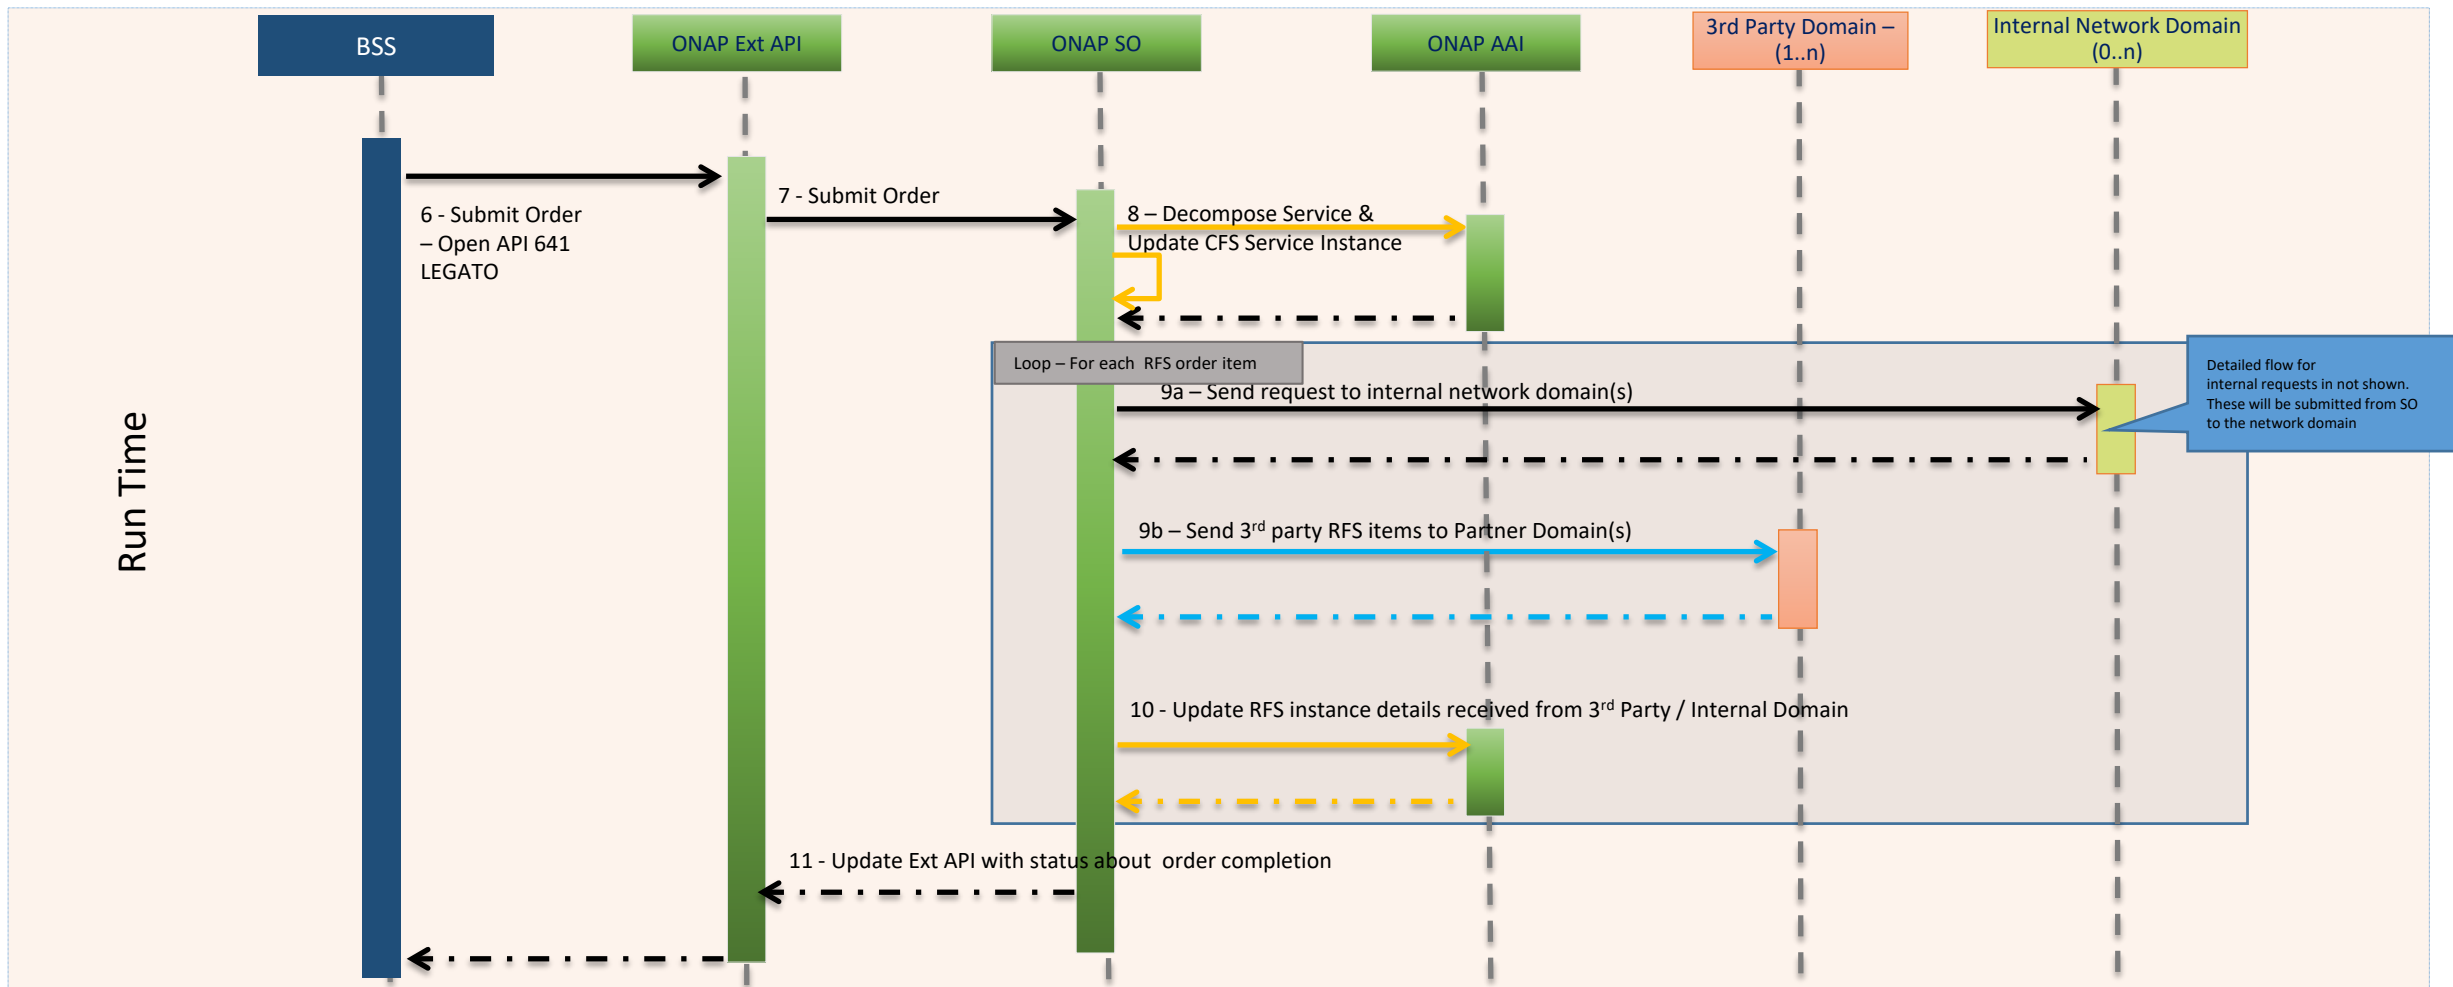 BSS
ONAP Ext API
ONAP SO
ONAP AAI
3rd Party Domain –
(1..n)
Internal Network Domain
(0..n)
6 - Submit Order
– Open API 641
LEGATO
7 - Submit Order
8 – Decompose Service &
Update CFS Service Instance
Loop – For each RFS order item
9a – Send request to internal network domain(s)
Detailed flow for
internal requests in not shown.
These will be submitted from SO
to the network domain
Run Time
9b – Send 3rd party RFS items to Partner Domain(s)
10 - Update RFS instance details received from 3rd Party / Internal Domain
11 - Update Ext API with status about order completion